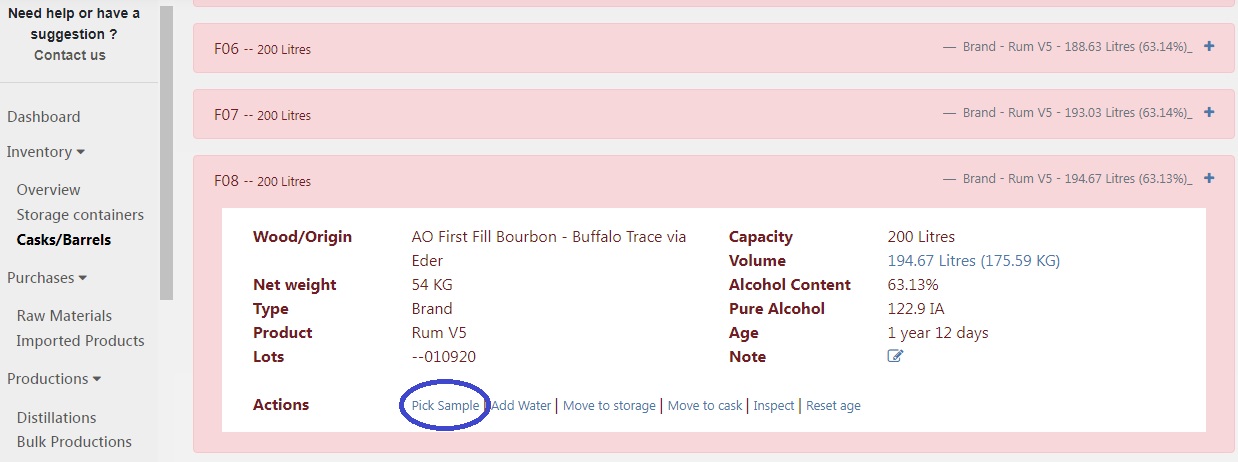 Need help or have a
suggestion ?
Contact us
Dashboard
Inventory
Overview
Storage containers
Casks/Barrels
Purchases
Raw Materials
Imported Products
Productions
Distillations
Bulk Productions
F06 -- 200 Litres — Brand - Rum V5 - 188.63 Litres (63.14%)_ +
F07 -- 200 Litres — Brand - Rum V5 - 193.03 Litres (63.14%)_ +
F08 -- 200 Litres — Brand - Rum V5 - 194.67 Litres (63.13%)_ +
Wood/Origin AO First Fill Bourbon - Buffalo Trace via
Eder
Net weight 54 KG
Type Brand
Product Rum V5
Lots --010920
Capacity 200 Litres
Volume 194.67 Litres (175.59 KG)
Alcohol Content 63.13%
Pure Alcohol 122.9 lA
Age 1 year 12 days
Note
Actions Pick Sample | Add Water | Move to storage | Move to cask | Inspect | Reset age